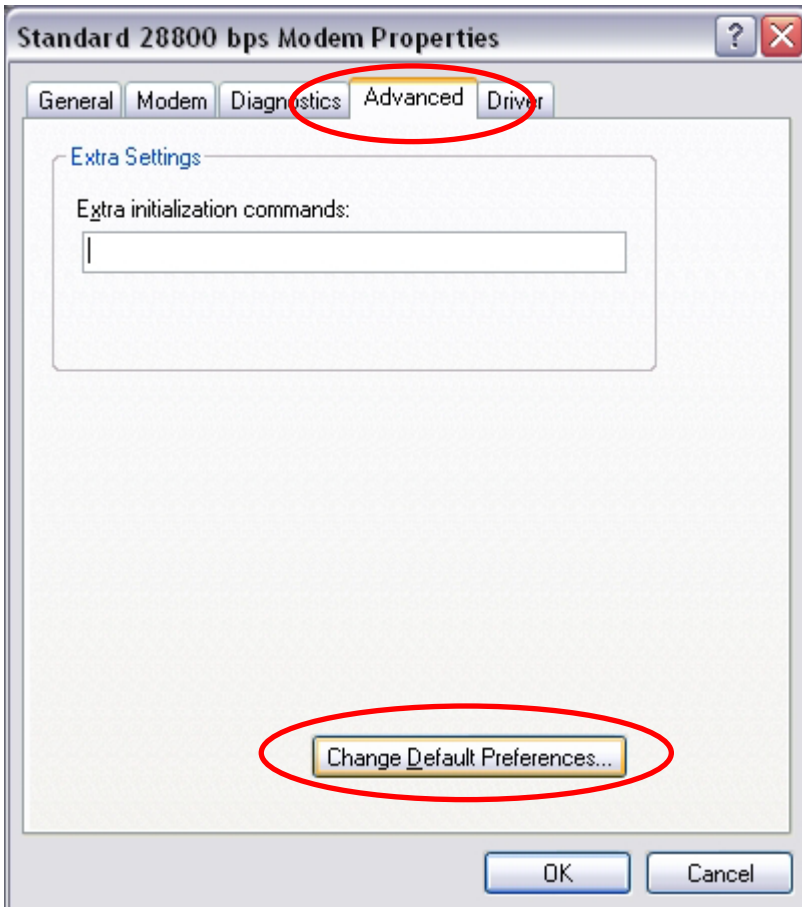 Standard 28800 bps Modem Properties
General Modem Diagnostics Advanced Driver
Extra Settings
Extra initialization commands:
Change Default Preferences...
OK Cancel